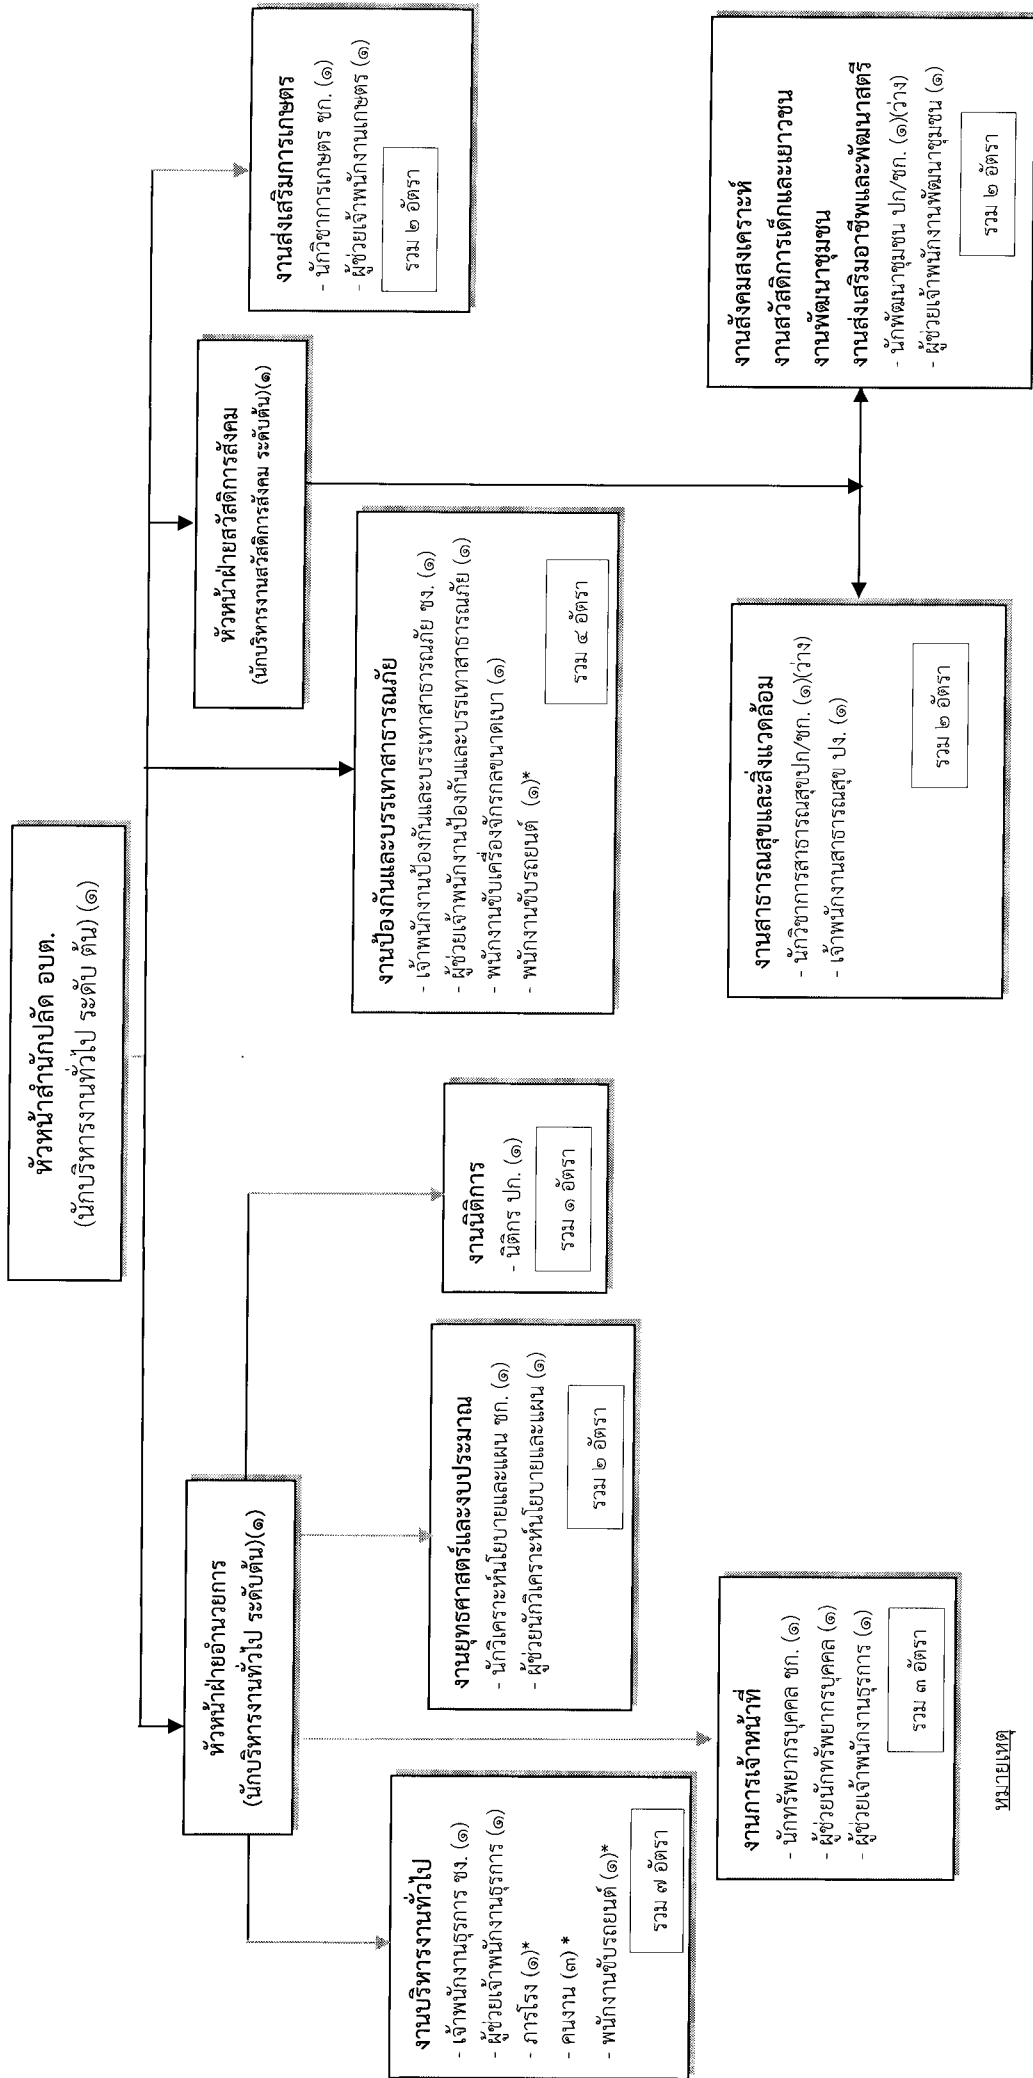 หัวหน้าสำนักปลัด อบต.
(นักบริหารงานทั่วไป ระดับ ต้น) (๑)
หัวหน้าฝ่ายอำนวยการ
(นักบริหารงานทั่วไป ระดับต้น)(๑)
หัวหน้าฝ่ายสวัสดิการสังคม
(นักบริหารงานสวัสดิการสังคม ระดับต้น)(๑)
งานส่งเสริมการเกษตร
- นักวิชาการเกษตร ชก. (๑)
- ผู้ช่วยเจ้าพนักงานเกษตร (๑)
รวม ๒ อัตรา
งานบริหารงานทั่วไป
- เจ้าพนักงานธุรการ ชง. (๑)
- ผู้ช่วยเจ้าพนักงานธุรการ (๑)
- ภารโรง (๑)*
- คนงาน (๓) *
- พนักงานขับรถยนต์ (๑)*
รวม ๗ อัตรา
งานยุทธศาสตร์และงบประมาณ
- นักวิเคราะห์นโยบายและแผน ชก. (๑)
- ผู้ช่วยนักวิเคราะห์นโยบายและแผน (๑)
รวม ๒ อัตรา
งานนิติการ
- นิติกร ปก. (๑)
รวม ๑ อัตรา
งานป้องกันและบรรเทาสาธารณภัย
- เจ้าพนักงานป้องกันและบรรเทาสาธารณภัย ชง. (๑)
- ผู้ช่วยเจ้าพนักงานป้องกันและบรรเทาสาธารณภัย (๑)
- พนักงานขับเครื่องจักรกลขนาดเบา (๑)
- พนักงานขับรถยนต์ (๑)*
รวม ๔ อัตรา
งานการเจ้าหน้าที่
- นักทรัพยากรบุคคล ชก. (๑)
- ผู้ช่วยนักทรัพยากรบุคคล (๑)
- ผู้ช่วยเจ้าพนักงานธุรการ (๑)
รวม ๓ อัตรา
งานสาธารณสุขและสิ่งแวดล้อม
- นักวิชาการสาธารณสุขปก/ชก. (๑)(ว่าง)
- เจ้าพนักงานสาธารณสุข ปง. (๑)
รวม ๒ อัตรา
งานสังคมสงเคราะห์
งานสวัสดิการเด็กและเยาวชน
งานพัฒนาชุมชน
งานส่งเสริมอาชีพและพัฒนาสตรี
- นักพัฒนาชุมชน ปก/ชก. (๑)(ว่าง)
- ผู้ช่วยเจ้าพนักงานพัฒนาชุมชน (๑)
รวม ๒ อัตรา
หมายเหตุ